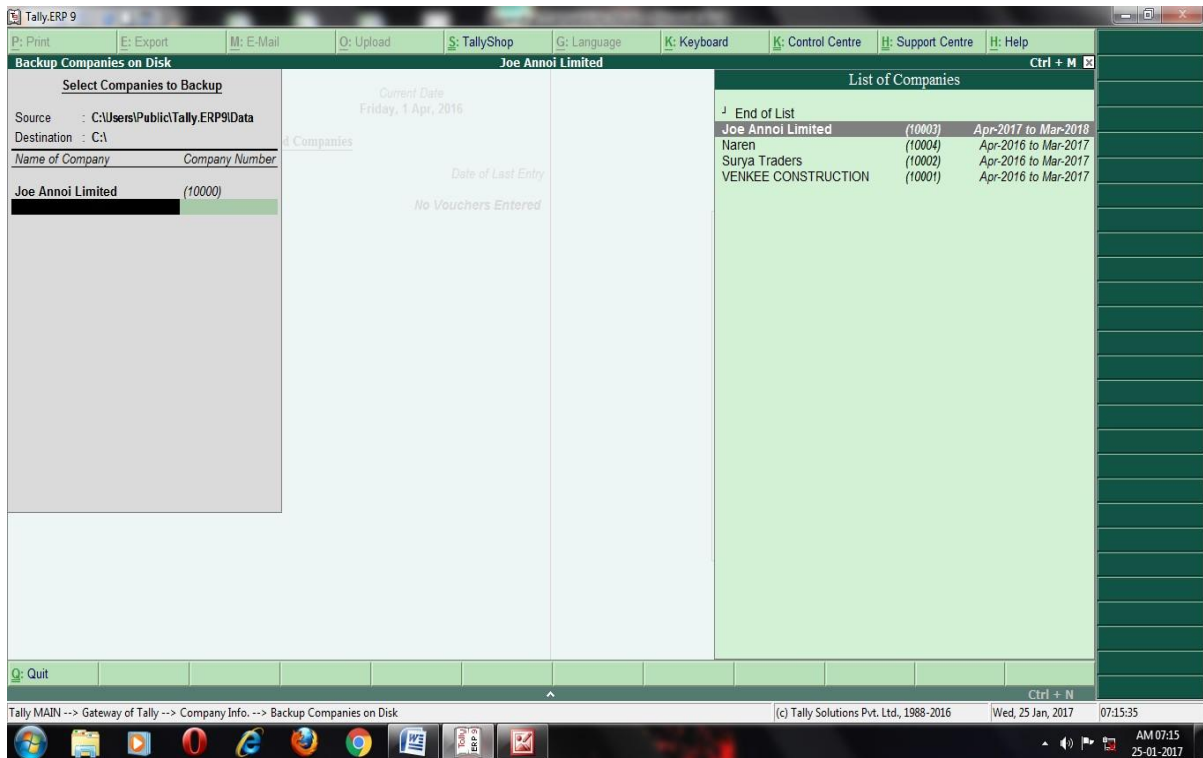 Tally.ERP 9
P: Print E: Export M: E-Mail O: Upload S: TallyShop G: Language K: Keyboard K: Control Centre H: Support Centre H: Help
Backup Companies on Disk Joe Annoi Limited Ctrl + M
Select Companies to Backup
Source : C:\Users\Public\Tally.ERP9\Data
Destination : C:\
Name of Company Company Number
Joe Annoi Limited (10000)
Current Date
Friday, 1 Apr, 2016
d Companies
Date of Last Entry
No Vouchers Entered
List of Companies
End of List
Joe Annoi Limited (10003) Apr-2017 to Mar-2018
Naren (10004) Apr-2016 to Mar-2017
Surya Traders (10002) Apr-2016 to Mar-2017
VENKEE CONSTRUCTION (10001) Apr-2016 to Mar-2017
Q: Quit
Ctrl + N
Tally MAIN --> Gateway of Tally --> Company Info. --> Backup Companies on Disk (c) Tally Solutions Pvt. Ltd., 1988-2016 Wed, 25 Jan, 2017 07:15:35
Tally ERP 9
AM 07:15
25-01-2017